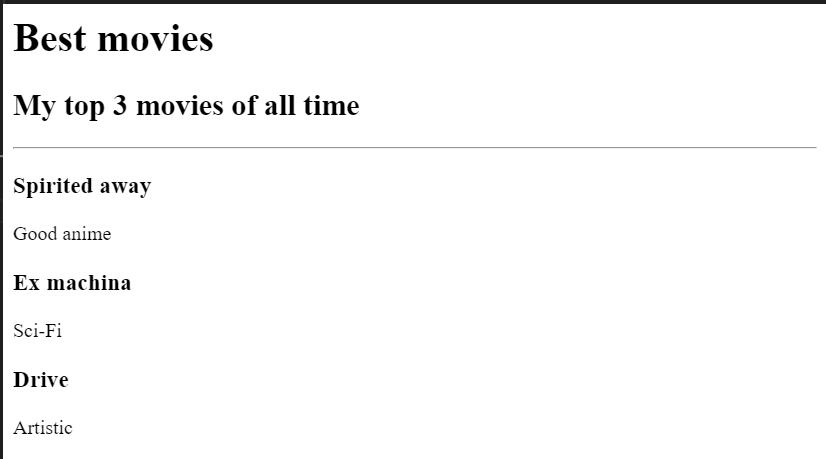 Best movies
My top 3 movies of all time
Spirited away
Good anime
Ex machina
Sci-Fi
Drive
Artistic